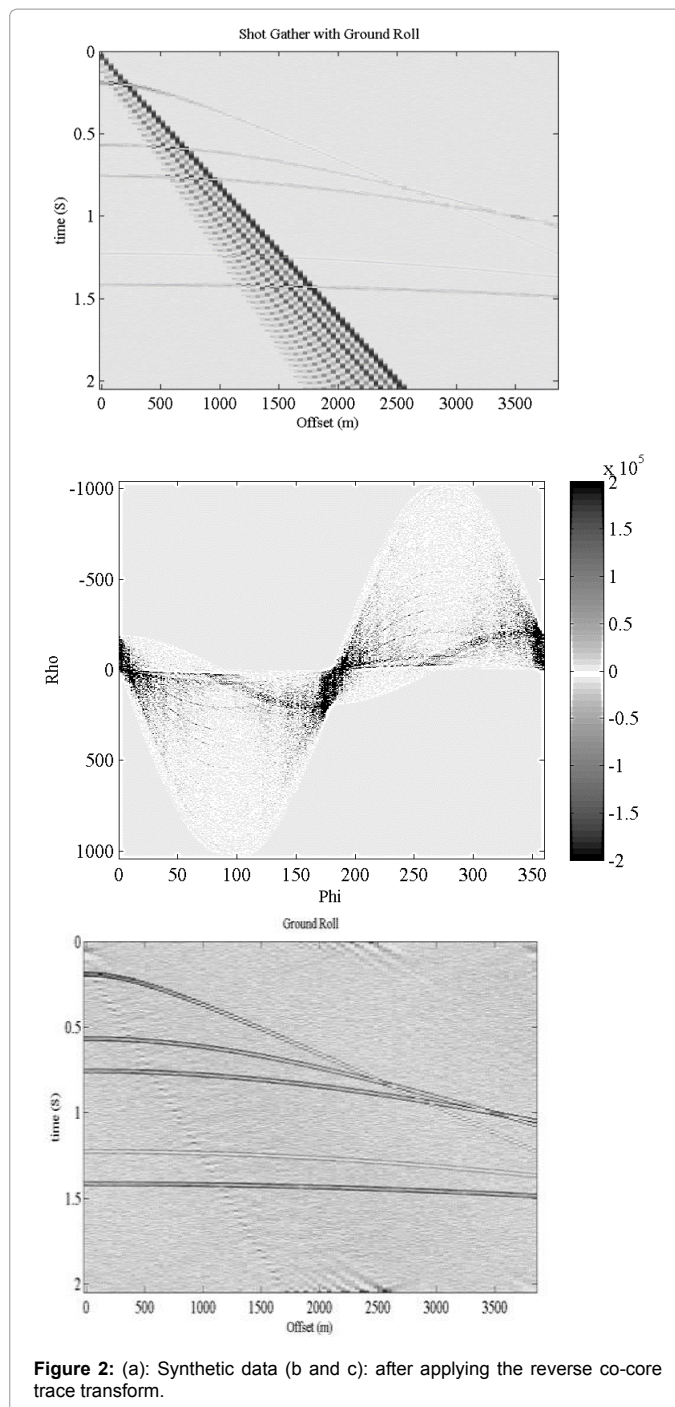 Shot Gather with Ground Roll
0
0.5
1
1.5
2
time (S)
0 500 1000 1500 2000 2500 3000 3500
Offset (m)
x 10^5
-1000
-500
0
500
1000
Rho
0 50 100 150 200 250 300 350
Phi
2
1.5
1
0.5
0
-0.5
-1
-1.5
-2
Ground Roll
0
0.5
1
1.5
2
time (S)
0 500 1000 1500 2000 2500 3000 3500
Offset (m)
Figure 2: (a): Synthetic data (b and c): after applying the reverse co-core
trace transform.